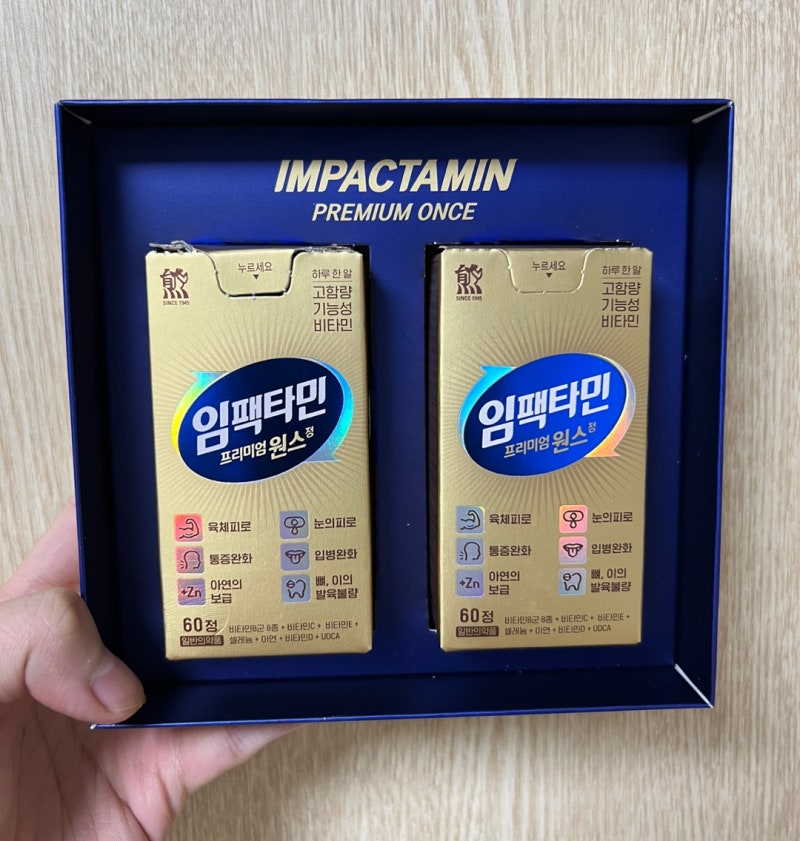 IMPACTAMIN
PREMIUM ONCE
누르세요
SINCE 1945
하루 한 알
고함량
기능성
비타민
임팩타민
프리미엄 원스정
육체피로
눈의피로
통증완화
입병완화
+Zn
아연의
보급
뼈, 이의
발육불량
60정
일반의약품
비타민B군 8종 + 비타민C + 비타민E +
셀레늄 + 아연 + 비타민D + UDCA
누르세요
SINCE 1945
하루 한 알
고함량
기능성
비타민
임팩타민
프리미엄 원스정
육체피로
눈의피로
통증완화
입병완화
+Zn
아연의
보급
뼈, 이의
발육불량
60정
일반의약품
비타민B군 8종 + 비타민C + 비타민E +
셀레늄 + 아연 + 비타민D + UDCA